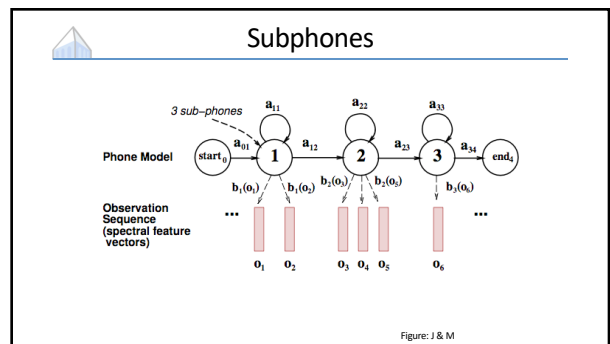 Subphones
3 sub-phones
a11 a22 a33
a01 a12 a23 a34
Phone Model start0 1 2 3 end4
b1(o1) b1(o2) b2(o3) b2(o5) b3(o6)
Observation
Sequence
(spectral feature
vectors)
... ...
o1 o2 o3 o4 o5 o6
Figure: J & M